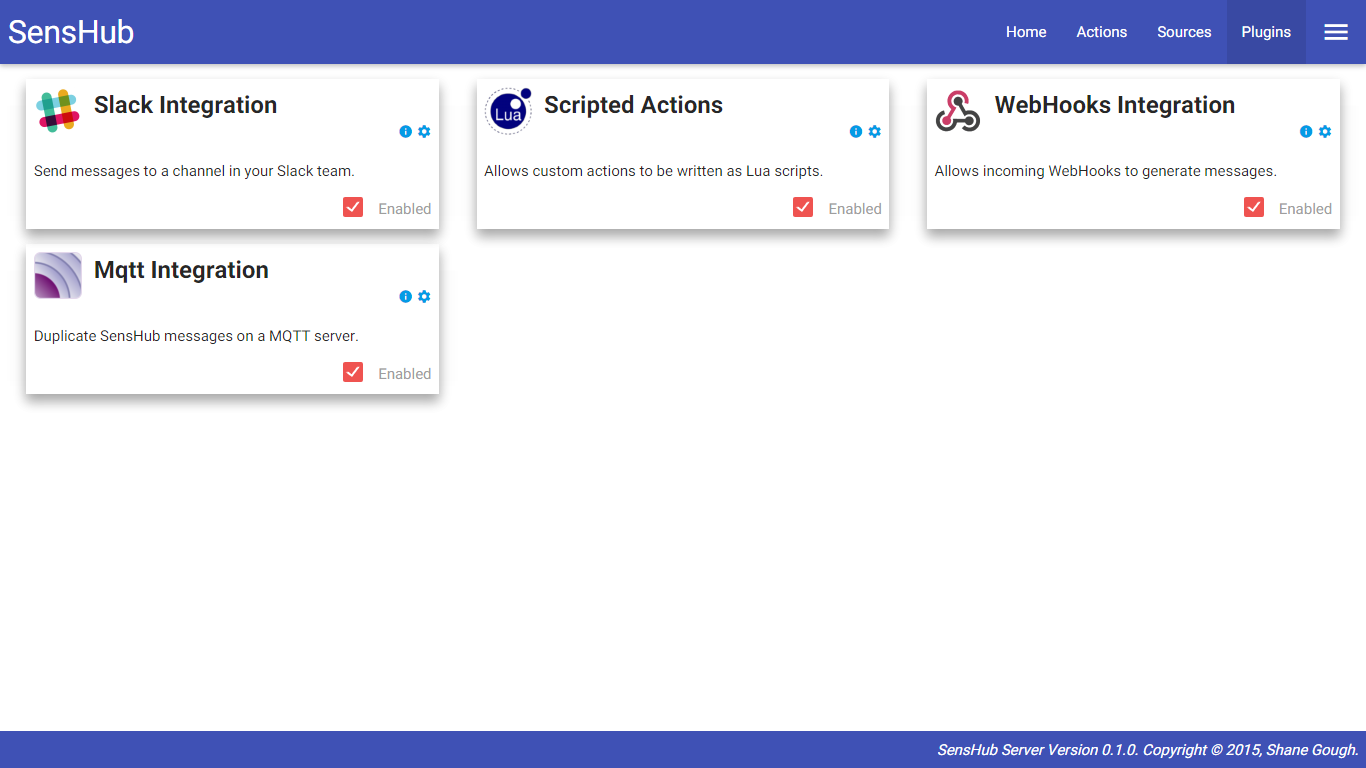 SensHub
Home
Actions
Sources
Plugins
Slack Integration
Send messages to a channel in your Slack team.
Enabled
Lua
Scripted Actions
Allows custom actions to be written as Lua scripts.
Enabled
WebHooks Integration
Allows incoming WebHooks to generate messages.
Enabled
Mqtt Integration
Duplicate SensHub messages on a MQTT server.
Enabled
SensHub Server Version 0.1.0. Copyright © 2015, Shane Gough.